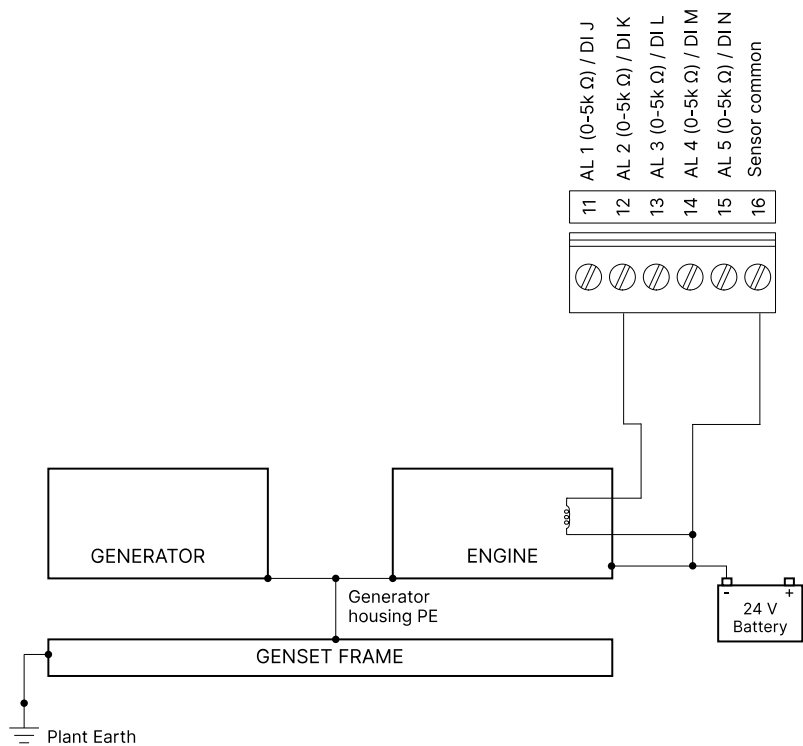 AL 1 (0-5k Ω) / DI J
AL 2 (0-5k Ω) / DI K
AL 3 (0-5k Ω) / DI L
AL 4 (0-5k Ω) / DI M
AL 5 (0-5k Ω) / DI N
Sensor common
11
12
13
14
15
16
GENERATOR
ENGINE
Generator
housing PE
- +
24 V
Battery
GENSET FRAME
Plant Earth